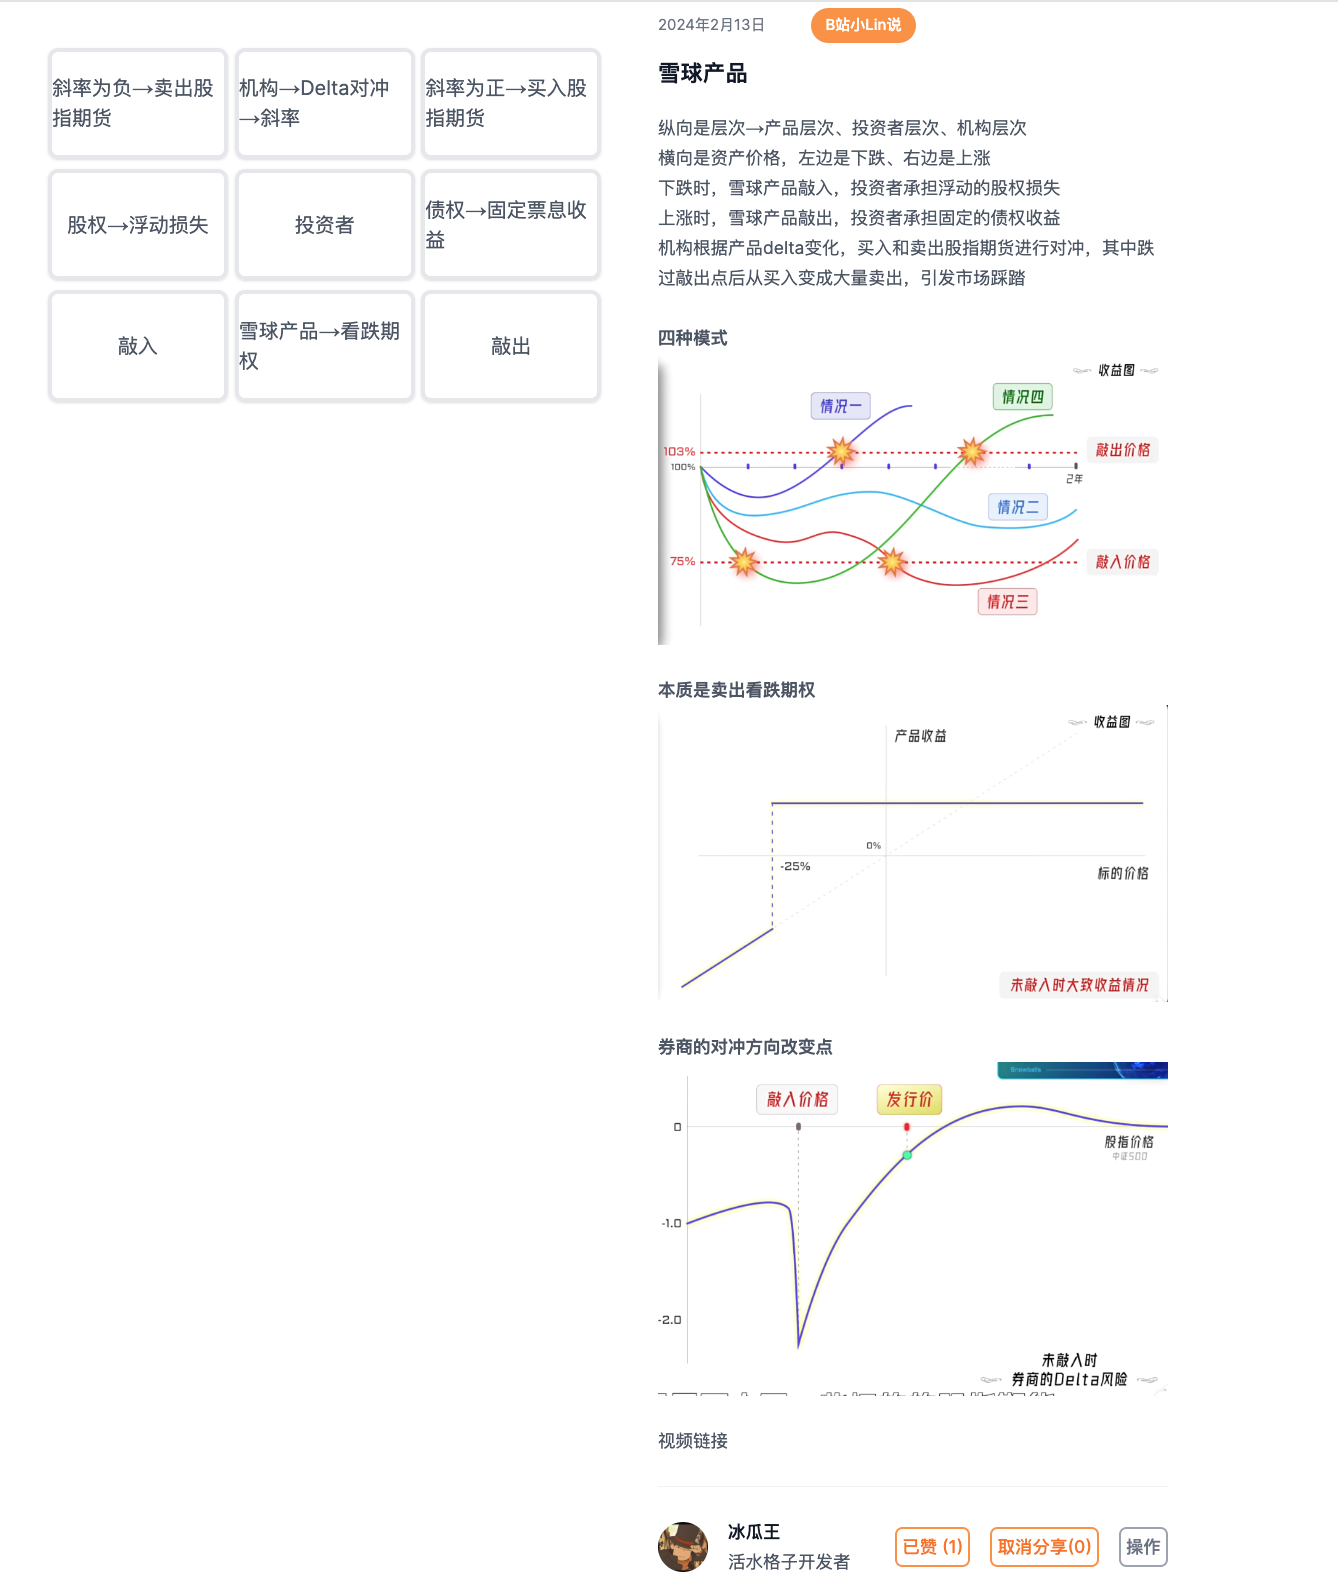 斜率为负→卖出股
指期货
机构→Delta对冲
→斜率
斜率为正→买入股
指期货
股权→浮动损失
投资者
债权→固定票息收
益
敲入
雪球产品→看跌期
权
敲出
2024年2月13日
B站小Lin说
雪球产品
纵向是层次→产品层次、投资者层次、机构层次
横向是资产价格，左边是下跌、右边是上涨
下跌时，雪球产品敲入，投资者承担浮动的股权损失
上涨时，雪球产品敲出，投资者承担固定的债权收益
机构根据产品delta变化，买入和卖出股指期货进行对冲，其中跌
过敲出点后从买入变成大量卖出，引发市场踩踏
四种模式
收益图
情况一
情况四
103%
敲出价格
100%
2年
情况二
75%
敲入价格
情况三
本质是卖出看跌期权
收益图
产品收益
0%
-25%
标的价格
未敲入时大致收益情况
券商的对冲方向改变点
Snowballs
敲入价格
发行价
0
股指价格
中证500
-1.0
-2.0
未敲入时
券商的Delta风险
视频链接
冰瓜王
活水格子开发者
已赞 (1)
取消分享(0)
操作